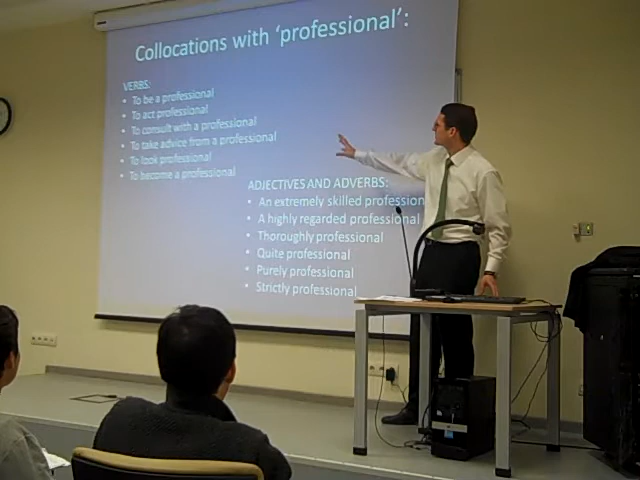 Collocations with 'professional':
VERBS:
• To be a professional
• To act professional
• To consult with a professional
• To take advice from a professional
• To look professional
• To become a professional
ADJECTIVES AND ADVERBS:
• An extremely skilled profession
• A highly regarded professional
• Thoroughly professional
• Quite professional
• Purely professional
• Strictly professional